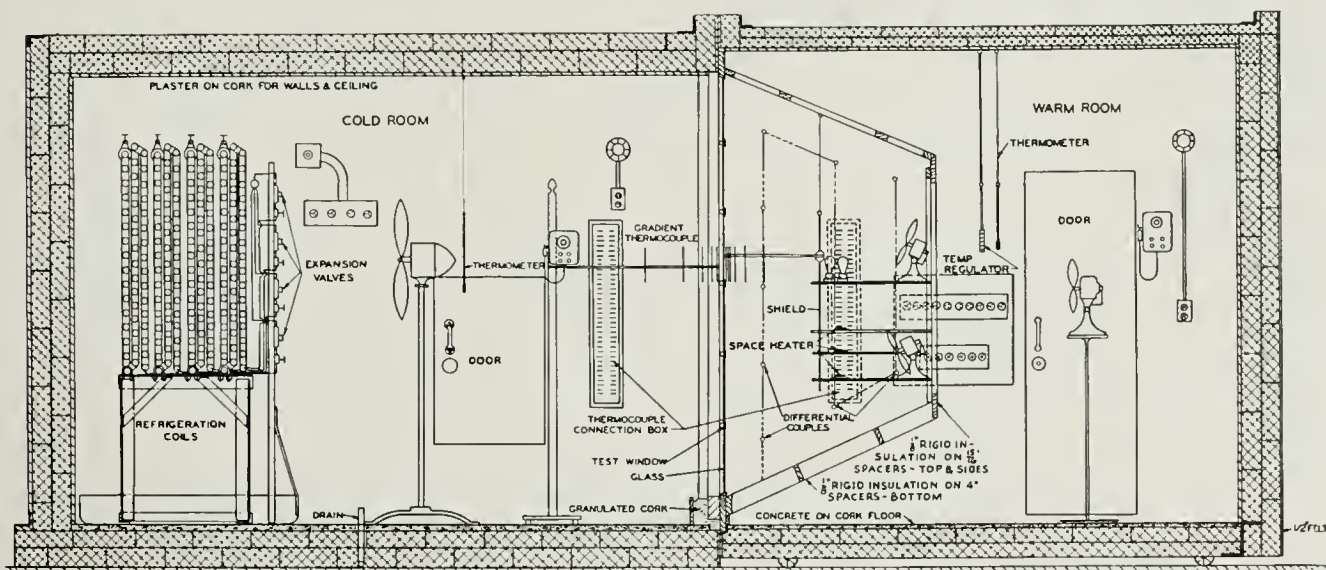 PLASTER ON CORK FOR WALLS & CEILING
COLD ROOM
WARM ROOM
THERMOMETER
DOOR
GRADIENT
THERMOCOUPLE
EXPANSION
VALVES
THERMOMETER
TEMP
REGULATOR
SHIELD
SPACE HEATER
DOOR
REFRIGERATION
COILS
THERMOCOUPLE
CONNECTION BOX
DIFFERENTIAL
COUPLES
TEST WINDOW
GLASS
RIGID IN-
SULATION ON
SPACERS - TOP & SIDES
RIGID INSULATION ON 4"
SPACERS - BOTTOM
DRAIN
GRANULATED CORK
CONCRETE ON CORK FLOOR